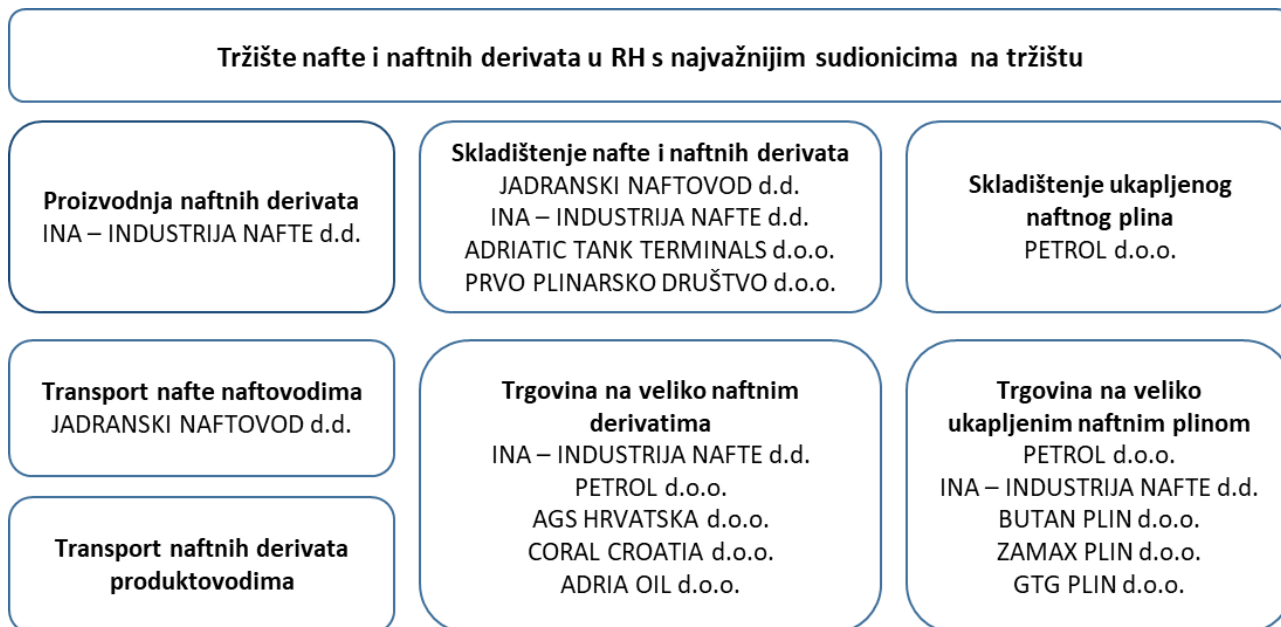 Tržište nafte i naftnih derivata u RH s najvažnijim sudionicima na tržištu
Proizvodnja naftnih derivata
INA – INDUSTRIJA NAFTE d.d.
Skladištenje nafte i naftnih derivata
JADRANSKI NAFTOVOD d.d.
INA – INDUSTRIJA NAFTE d.d.
ADRIATIC TANK TERMINALS d.o.o.
PRVO PLINARSKO DRUŠTVO d.o.o.
Skladištenje ukapljenog
naftnog plina
PETROL d.o.o.
Transport nafte naftovodima
JADRANSKI NAFTOVOD d.d.
Transport naftnih derivata
produktovodima
Trgovina na veliko naftnim
derivatima
INA – INDUSTRIJA NAFTE d.d.
PETROL d.o.o.
AGS HRVATSKA d.o.o.
CORAL CROATIA d.o.o.
ADRIA OIL d.o.o.
Trgovina na veliko
ukapljenim naftnim plinom
PETROL d.o.o.
INA – INDUSTRIJA NAFTE d.d.
BUTAN PLIN d.o.o.
ZAMAX PLIN d.o.o.
GTG PLIN d.o.o.